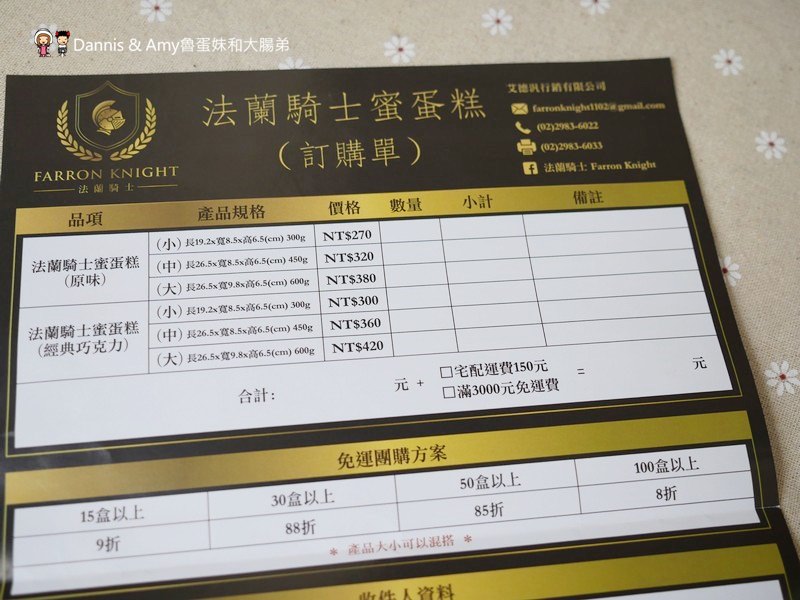 Dannis & Amy魯蛋妹和大腸弟
FARRON KNIGHT
法蘭騎士
法蘭騎士蜜蛋糕
(訂購單)
艾德汎行銷有限公司
farronknight1102@gmail.com
(02)2983-6022
(02)2983-6033
法蘭騎士 Farron Knight
品項 產品規格 價格 數量 小計 備註
法蘭騎士蜜蛋糕
(原味)
(小) 長19.2x寬8.5x高6.5(cm) 300g NT$270
(中) 長26.5x寬8.5x高6.5(cm) 450g NT$320
(大) 長26.5x寬9.8x高6.5(cm) 600g NT$380
法蘭騎士蜜蛋糕
(經典巧克力)
(小) 長19.2x寬8.5x高6.5(cm) 300g NT$300
(中) 長26.5x寬8.5x高6.5(cm) 450g NT$360
(大) 長26.5x寬9.8x高6.5(cm) 600g NT$420
合計: 元 + □宅配運費150元 = 元
□滿3000元免運費
免運團購方案
15盒以上 30盒以上 50盒以上 100盒以上
9折 88折 85折 8折
* 產品大小可以混搭 *
收件人資料